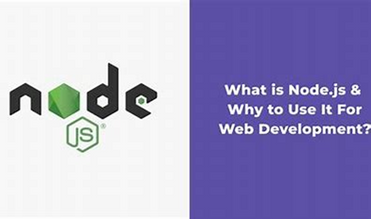 node
JS®
What is Node.js &
Why to Use It For
Web Development?